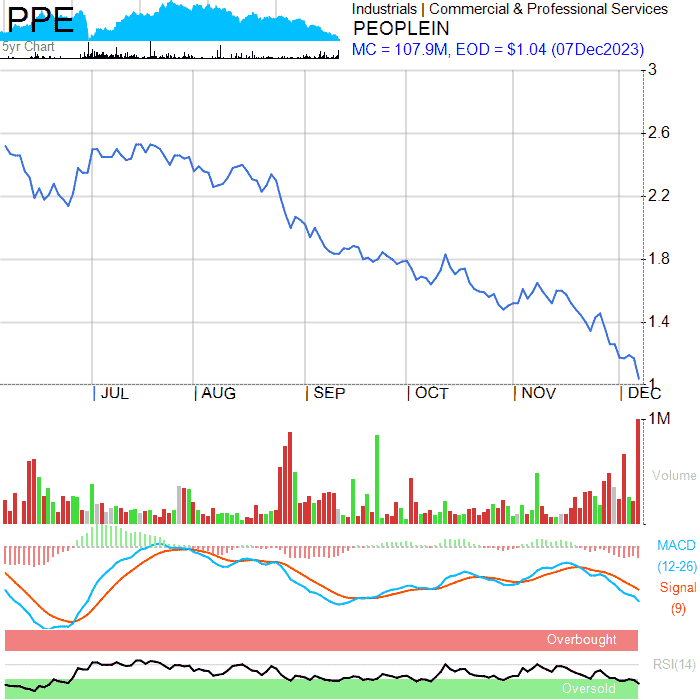 PPE
Industrials | Commercial & Professional Services
PEOPLEIN
5yr Chart
MC = 107.9M, EOD = $1.04 (07Dec2023)
3
2.6
2.2
1.8
1.4
1
JUL AUG SEP OCT NOV DEC
1M
Volume
MACD
(12-26)
Signal
(9)
Overbought
RSI(14)
Oversold